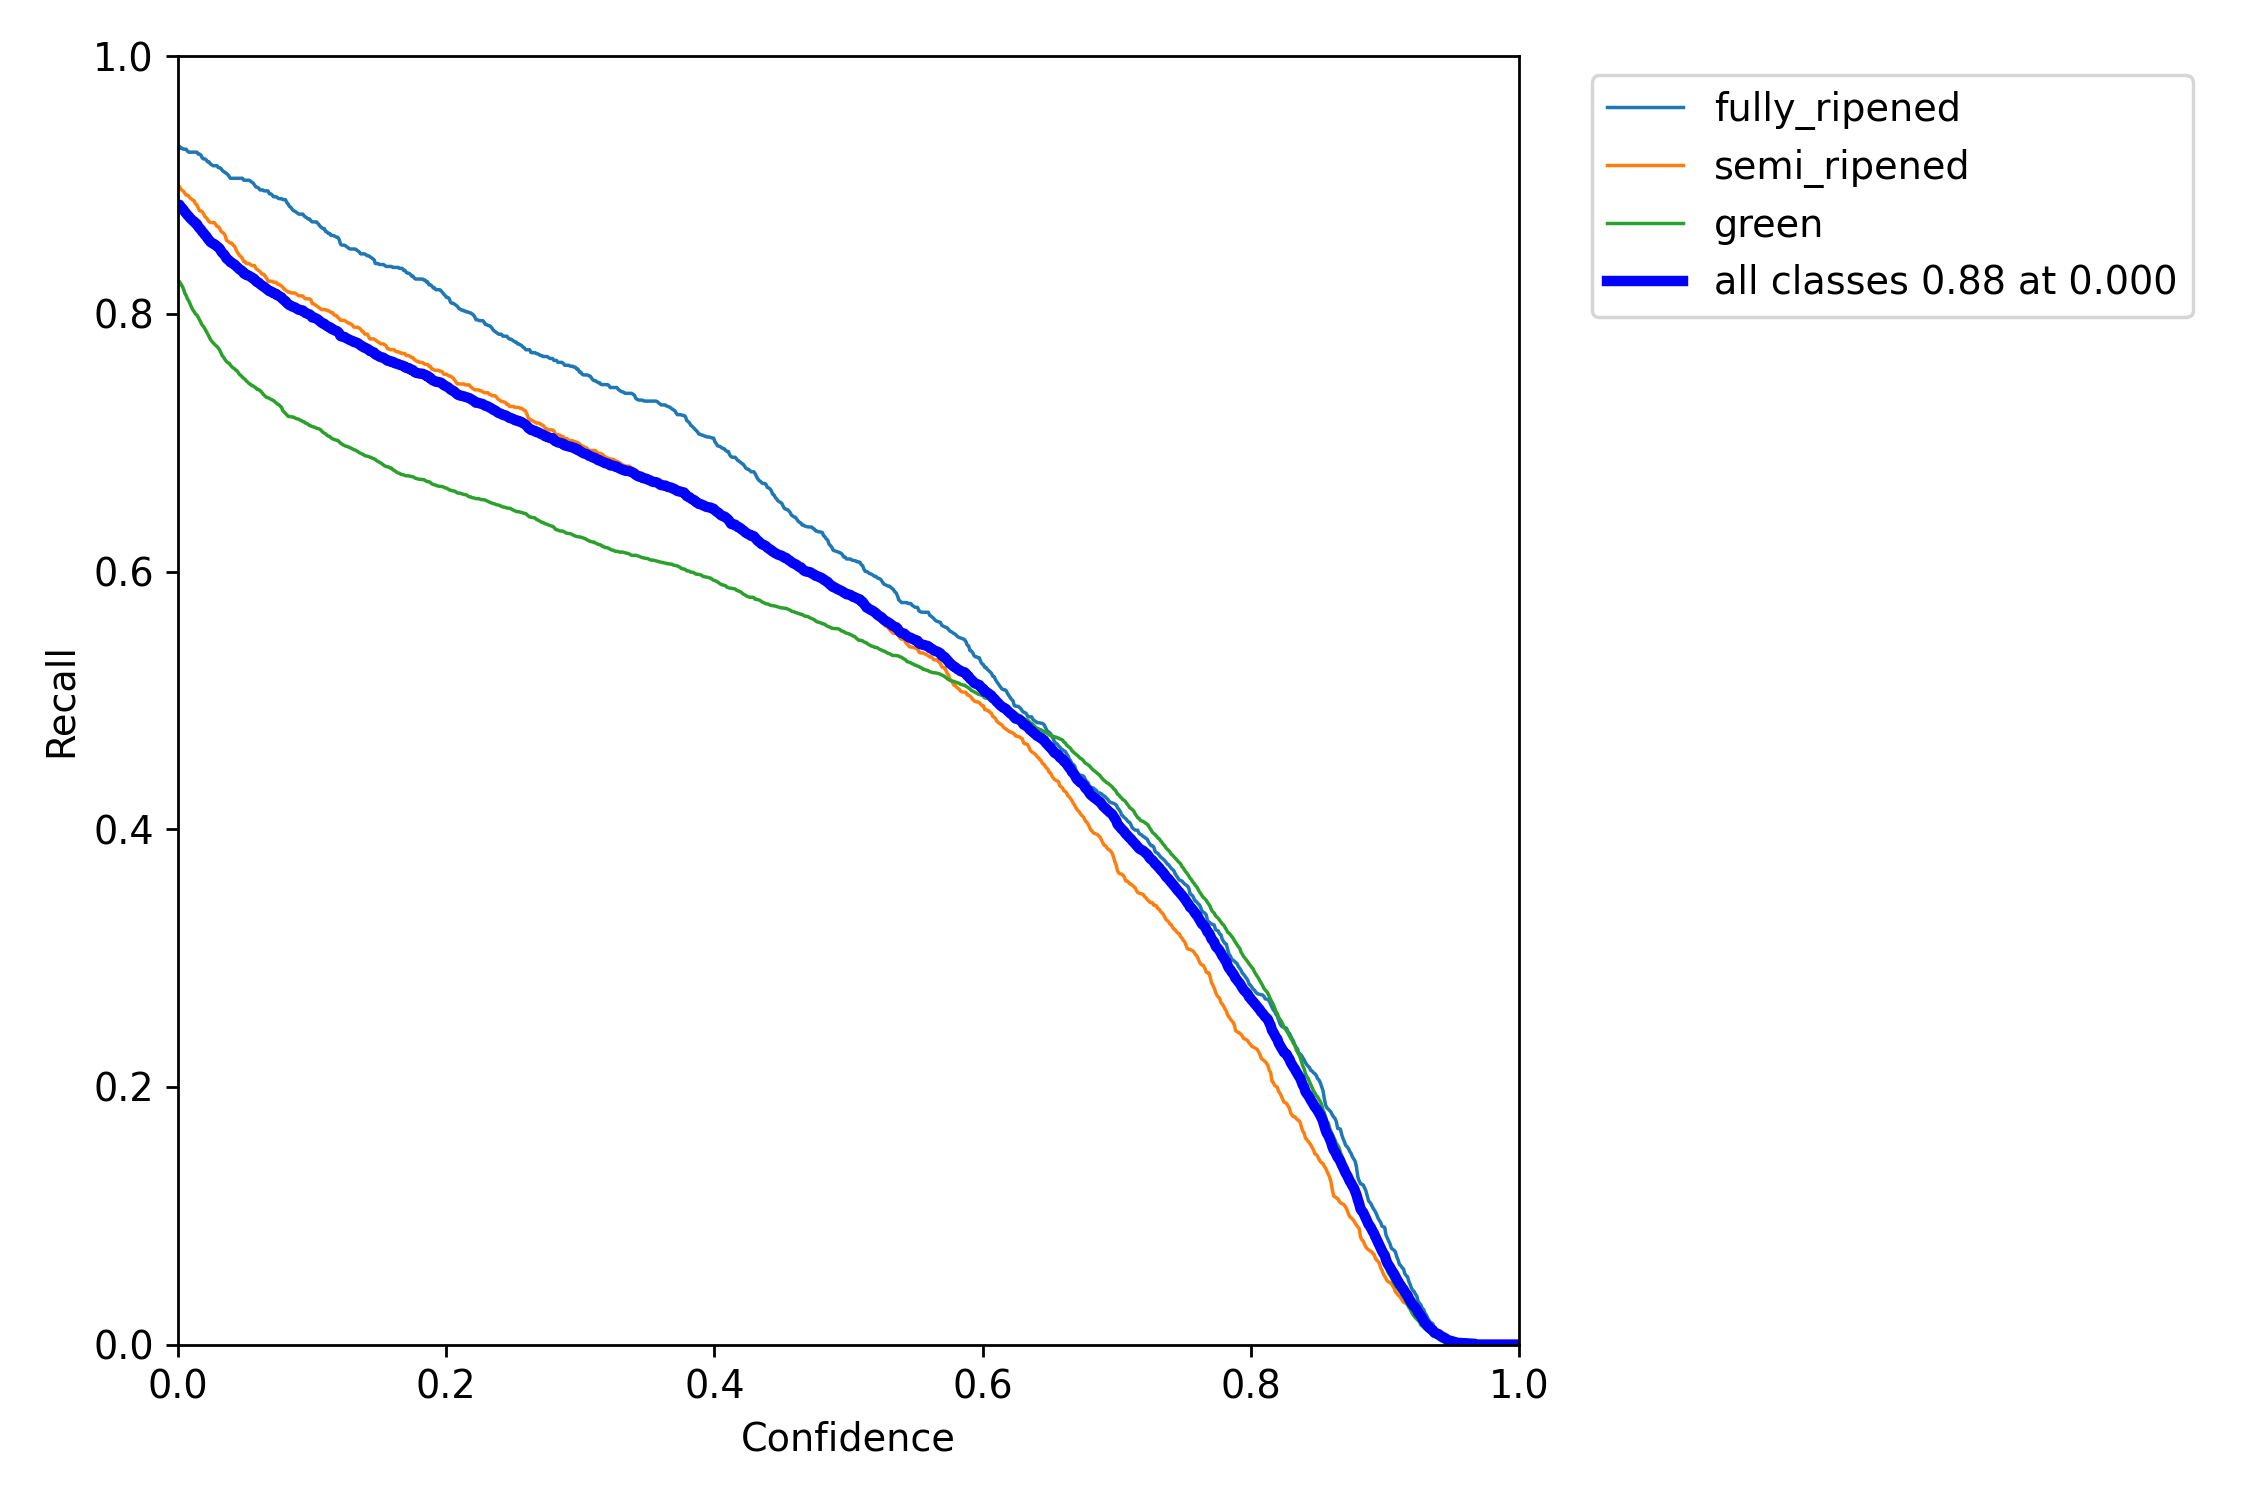 1.0
0.8
0.6
0.4
0.2
0.0
Recall
0.0 0.2 0.4 0.6 0.8 1.0
Confidence
fully_ripened
semi_ripened
green
all classes 0.88 at 0.000